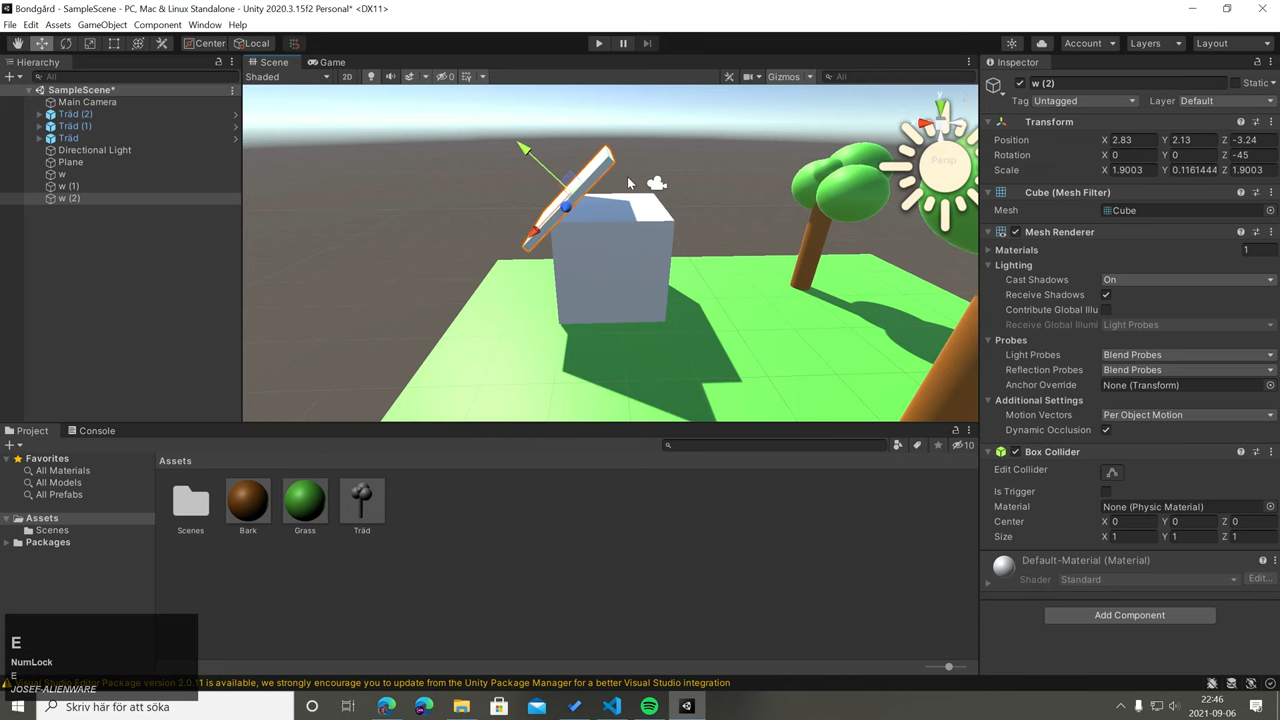 Bondgård - SampleScene - PC, Mac & Linux Standalone - Unity 2020.3.15f2 Personal* <DX11>
File Edit Assets GameObject Component Window Help
Center Local Account Layers Layout
Hierarchy Scene Game Inspector
All Shaded 2D 0 Gizmos All w (2) Static
SampleScene*
Tag Untagged Layer Default
Main Camera
Träd (2)
Träd (1)
Träd
Directional Light
Plane
w
w (1)
w (2)
y
Persp
Transform
Position X 2.83 Y 2.13 Z -3.24
Rotation X 0 Y 0 Z -45
Scale X 1.9003 Y 0.1161444 Z 1.9003
Cube (Mesh Filter)
Mesh Cube
Mesh Renderer
Materials 1
Lighting
Cast Shadows On
Receive Shadows
Contribute Global Illu
Receive Global Illumi Light Probes
Probes
Light Probes Blend Probes
Reflection Probes Blend Probes
Anchor Override None (Transform)
Additional Settings
Motion Vectors Per Object Motion
Dynamic Occlusion
Box Collider
Edit Collider
Is Trigger
Material None (Physic Material)
Center X 0 Y 0 Z 0
Size X 1 Y 1 Z 1
Default-Material (Material)
Shader Standard Edit...
Add Component
Project Console
10
Favorites
All Materials
All Models
All Prefabs
Assets
Scenes
Packages
Assets
Scenes Bark Grass Träd
E
NumLock
E
JOSEF-ALIENWARE
Visual Studio Editor Package version 2.0.11 is available, we strongly encourage you to update from the Unity Package Manager for a better Visual Studio integration
Skriv här för att söka
22:46
2021-09-06